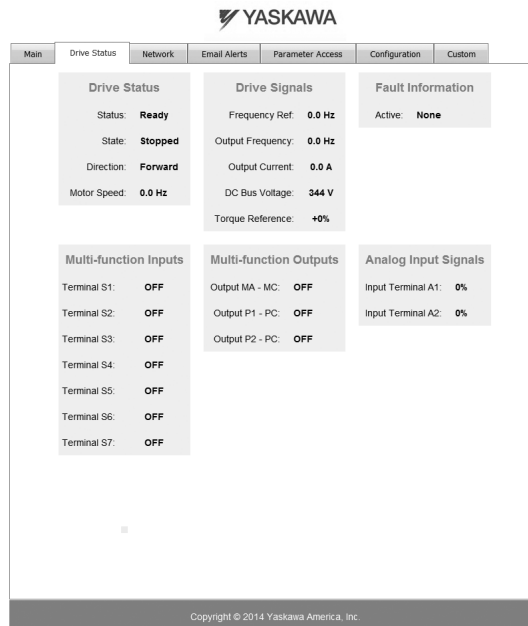 YASKAWA
Main Drive Status Network Email Alerts Parameter Access Configuration Custom
Drive Status
Status: Ready
State: Stopped
Direction: Forward
Motor Speed: 0.0 Hz
Drive Signals
Frequency Ref: 0.0 Hz
Output Frequency: 0.0 Hz
Output Current: 0.0 A
DC Bus Voltage: 344 V
Torque Reference: +0%
Fault Information
Active: None
Multi-function Inputs
Terminal S1: OFF
Terminal S2: OFF
Terminal S3: OFF
Terminal S4: OFF
Terminal S5: OFF
Terminal S6: OFF
Terminal S7: OFF
Multi-function Outputs
Output MA - MC: OFF
Output P1 - PC: OFF
Output P2 - PC: OFF
Analog Input Signals
Input Terminal A1: 0%
Input Terminal A2: 0%
Copyright © 2014 Yaskawa America, Inc.